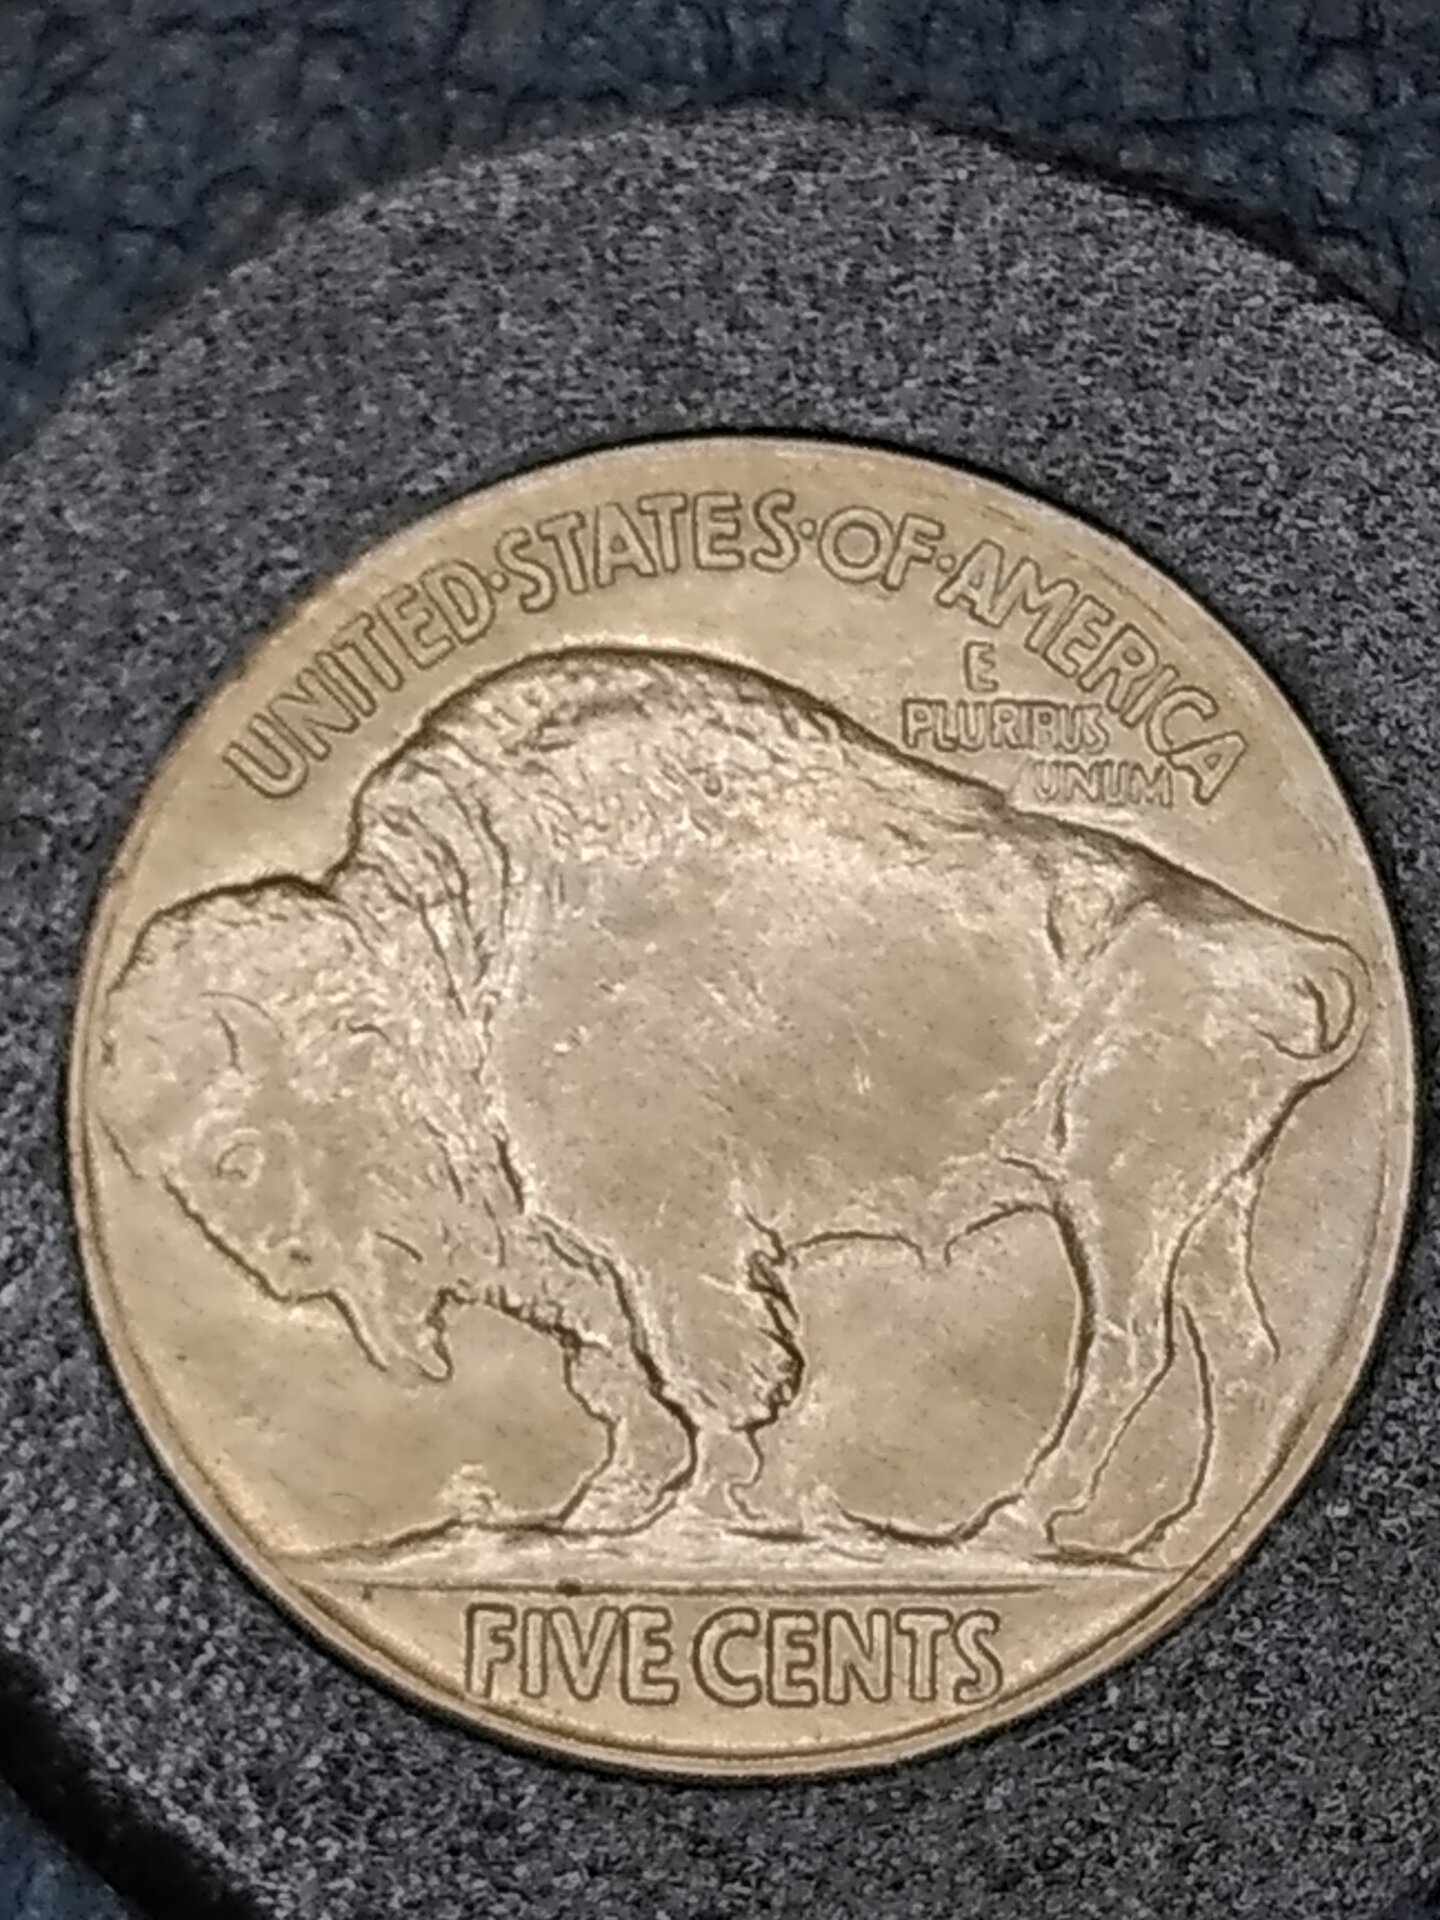 UNITED·STATES·OF·AMERICA
E
PLURIBUS
UNUM
FIVE CENTS